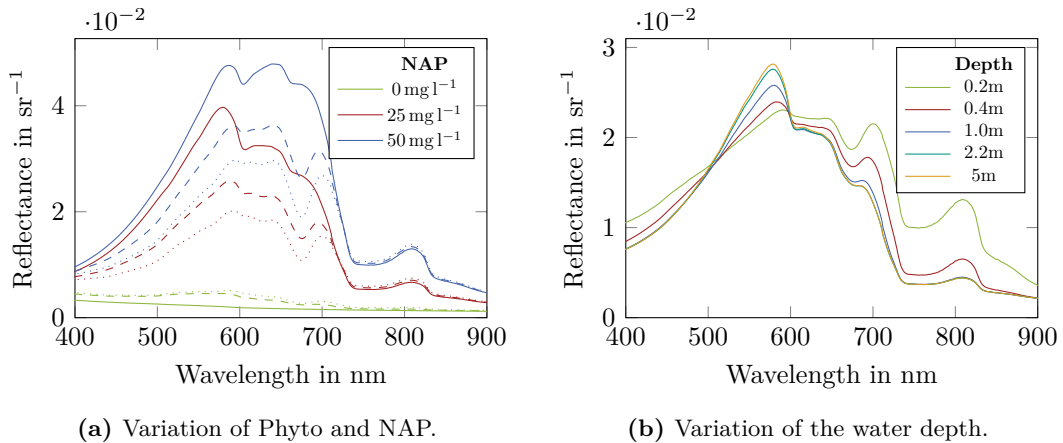 ·10⁻²
4
2
0
400 500 600 700 800 900
Wavelength in nm
Reflectance in sr⁻¹
NAP
0 mg l⁻¹
25 mg l⁻¹
50 mg l⁻¹
(a) Variation of Phyto and NAP.
·10⁻²
3
2
1
0
400 500 600 700 800 900
Wavelength in nm
Reflectance in sr⁻¹
Depth
0.2m
0.4m
1.0m
2.2m
5m
(b) Variation of the water depth.